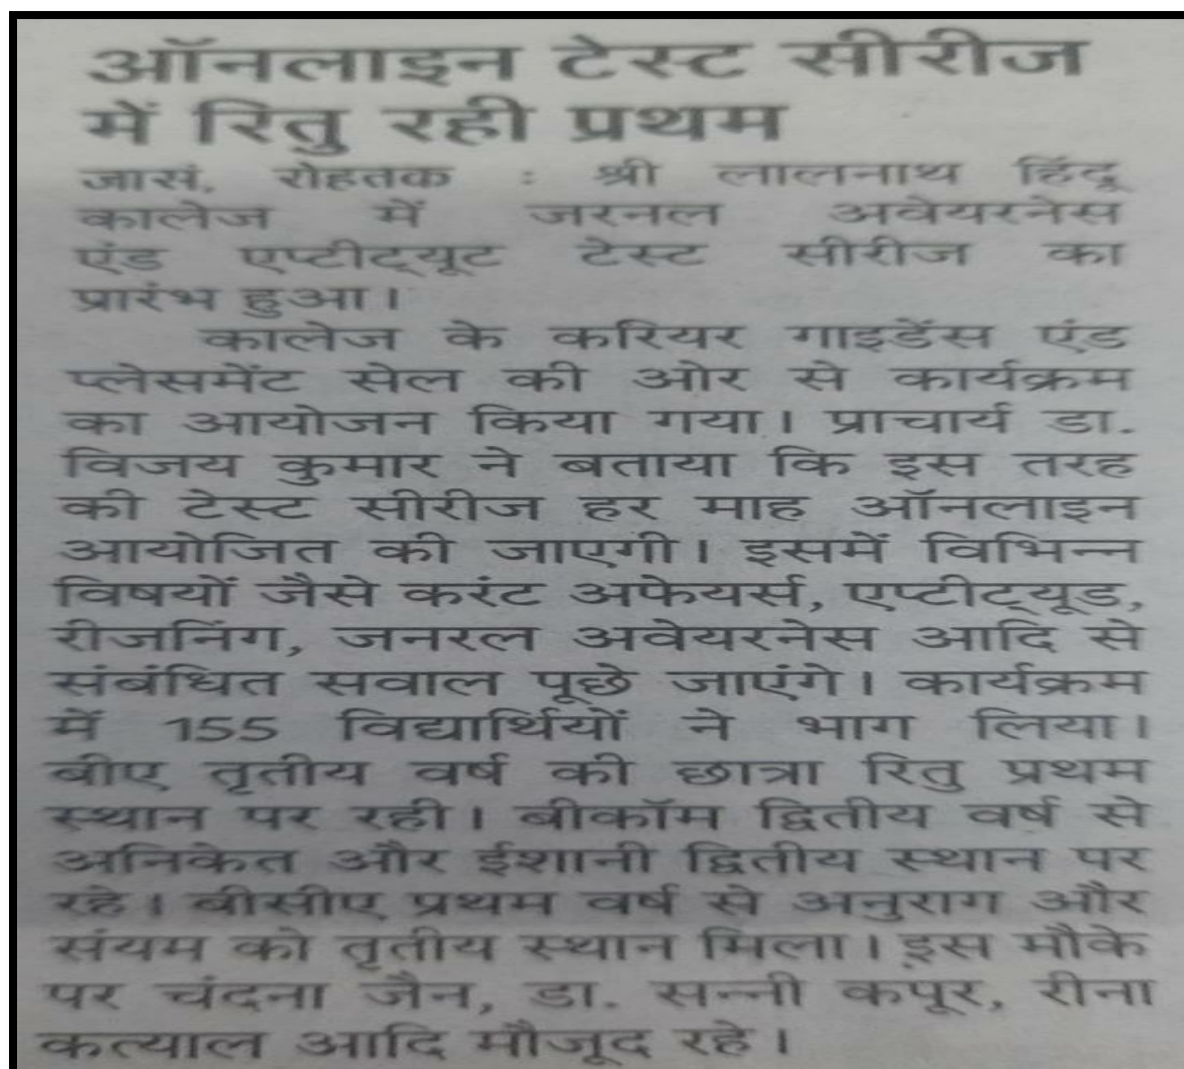 ऑनलाइन टेस्ट सीरीज
में रितु रही प्रथम
जासं, रोहतक : श्री लालनाथ हिंदू
कालेज में जरनल अवेयरनेस
एंड एप्टीट्यूट टेस्ट सीरीज का
प्रारंभ हुआ।
कालेज के करियर गाइडेंस एंड
प्लेसमेंट सेल की ओर से कार्यक्रम
का आयोजन किया गया। प्राचार्य डा.
विजय कुमार ने बताया कि इस तरह
की टेस्ट सीरीज हर माह ऑनलाइन
आयोजित की जाएगी। इसमें विभिन्न
विषयों जैसे करंट अफेयर्स, एप्टीट्यूड,
रीजनिंग, जनरल अवेयरनेस आदि से
संबंधित सवाल पूछे जाएंगे। कार्यक्रम
में 155 विद्यार्थियों ने भाग लिया।
बीए तृतीय वर्ष की छात्रा रितु प्रथम
स्थान पर रही। बीकॉम द्वितीय वर्ष से
अनिकेत और ईशानी द्वितीय स्थान पर
रहे। बीसीए प्रथम वर्ष से अनुराग और
संयम को तृतीय स्थान मिला। इस मौके
पर चंदना जैन, डा. सन्नी कपूर, रीना
कत्याल आदि मौजूद रहे।